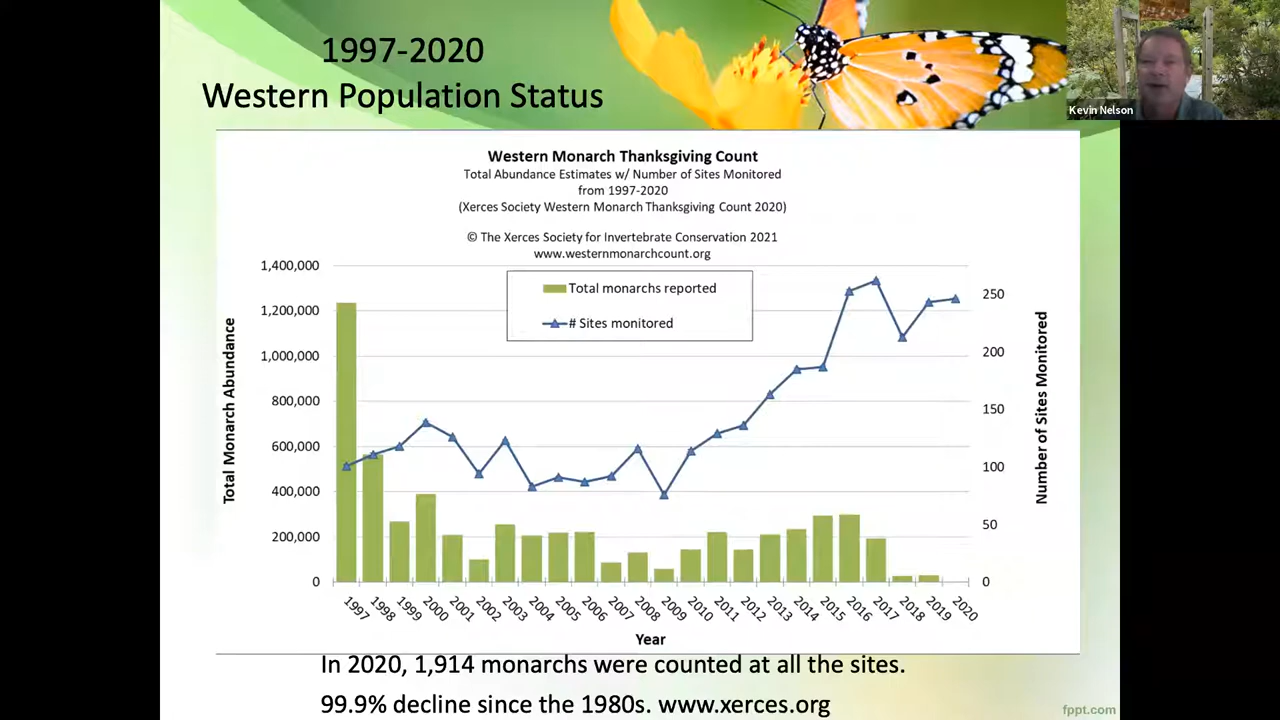 1997-2020
Western Population Status
Kevin Nelson
Western Monarch Thanksgiving Count
Total Abundance Estimates w/ Number of Sites Monitored
from 1997-2020
(Xerces Society Western Monarch Thanksgiving Count 2020)
© The Xerces Society for Invertebrate Conservation 2021
www.westernmonarchcount.org
Total monarchs reported
# Sites monitored
Total Monarch Abundance
1,400,000
1,200,000
1,000,000
800,000
600,000
400,000
200,000
0
250
200
150
100
50
0
Number of Sites Monitored
1997 1998 1999 2000 2001 2002 2003 2004 2005 2006 2007 2008 2009 2010 2011 2012 2013 2014 2015 2016 2017 2018 2019 2020
Year
In 2020, 1,914 monarchs were counted at all the sites.
99.9% decline since the 1980s. www.xerces.org
fppt.com